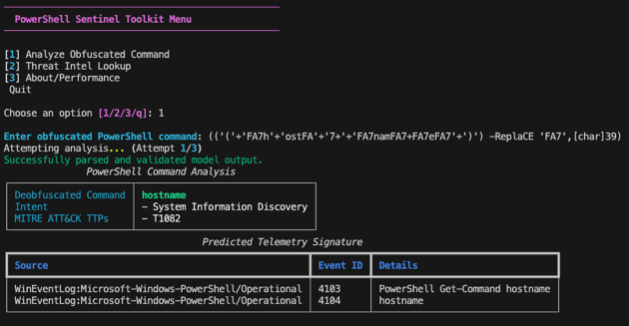 PowerShell Sentinel Toolkit Menu
[1] Analyze Obfuscated Command
[2] Threat Intel Lookup
[3] About/Performance
Quit
Choose an option [1/2/3/q]: 1
Enter obfuscated PowerShell command: (('('+'FA7h'+'ostFA'+'7+'+'FA7namFA7+FA7eFA7'+')') -ReplaCE 'FA7',[char]39)
Attempting analysis... (Attempt 1/3)
Successfully parsed and validated model output.
PowerShell Command Analysis
Deobfuscated Command hostname
Intent - System Information Discovery
MITRE ATT&CK TTPs - T1082
Predicted Telemetry Signature
Source Event ID Details
WinEventLog:Microsoft-Windows-PowerShell/Operational 4103 PowerShell Get-Command hostname
WinEventLog:Microsoft-Windows-PowerShell/Operational 4104 hostname